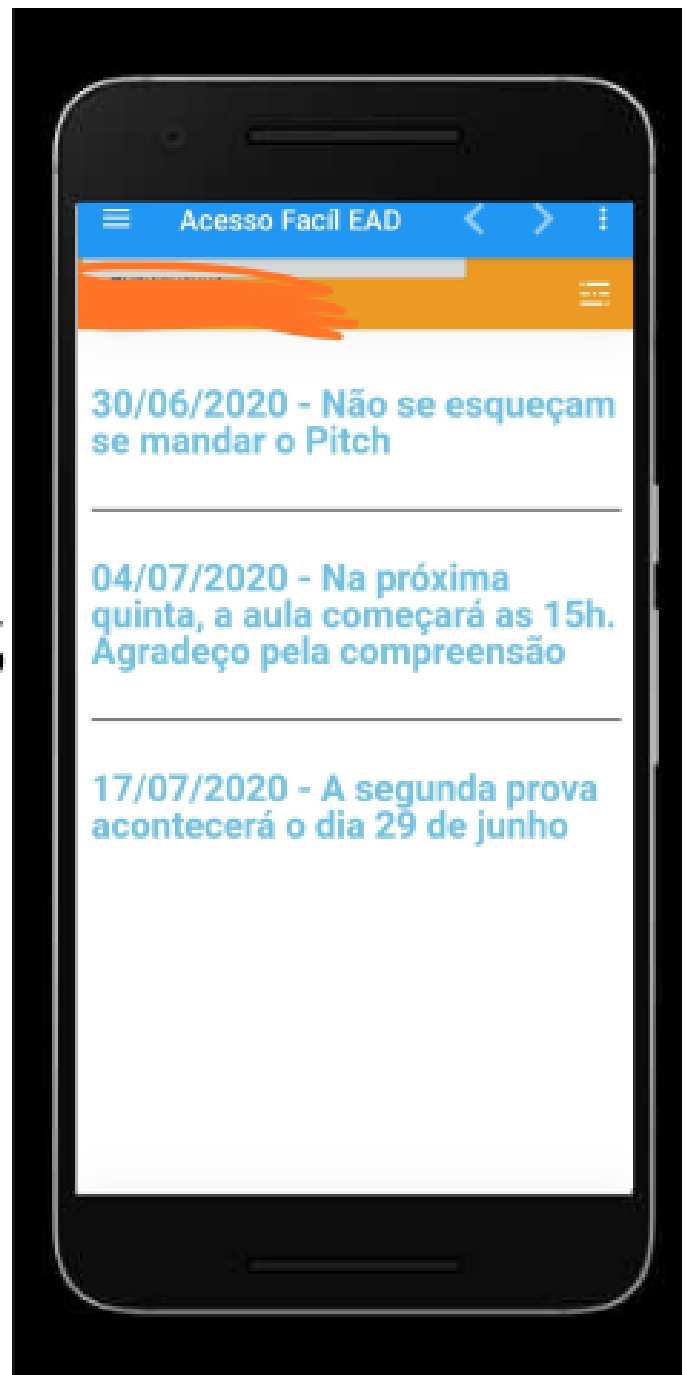 Acesso Facíl EAD
30/06/2020 - Não se esqueçam
se mandar o Pitch
04/07/2020 - Na próxima
quinta, a aula começará as 15h.
Agradeço pela compreensão
17/07/2020 - A segunda prova
acontecerá o dia 29 de junho